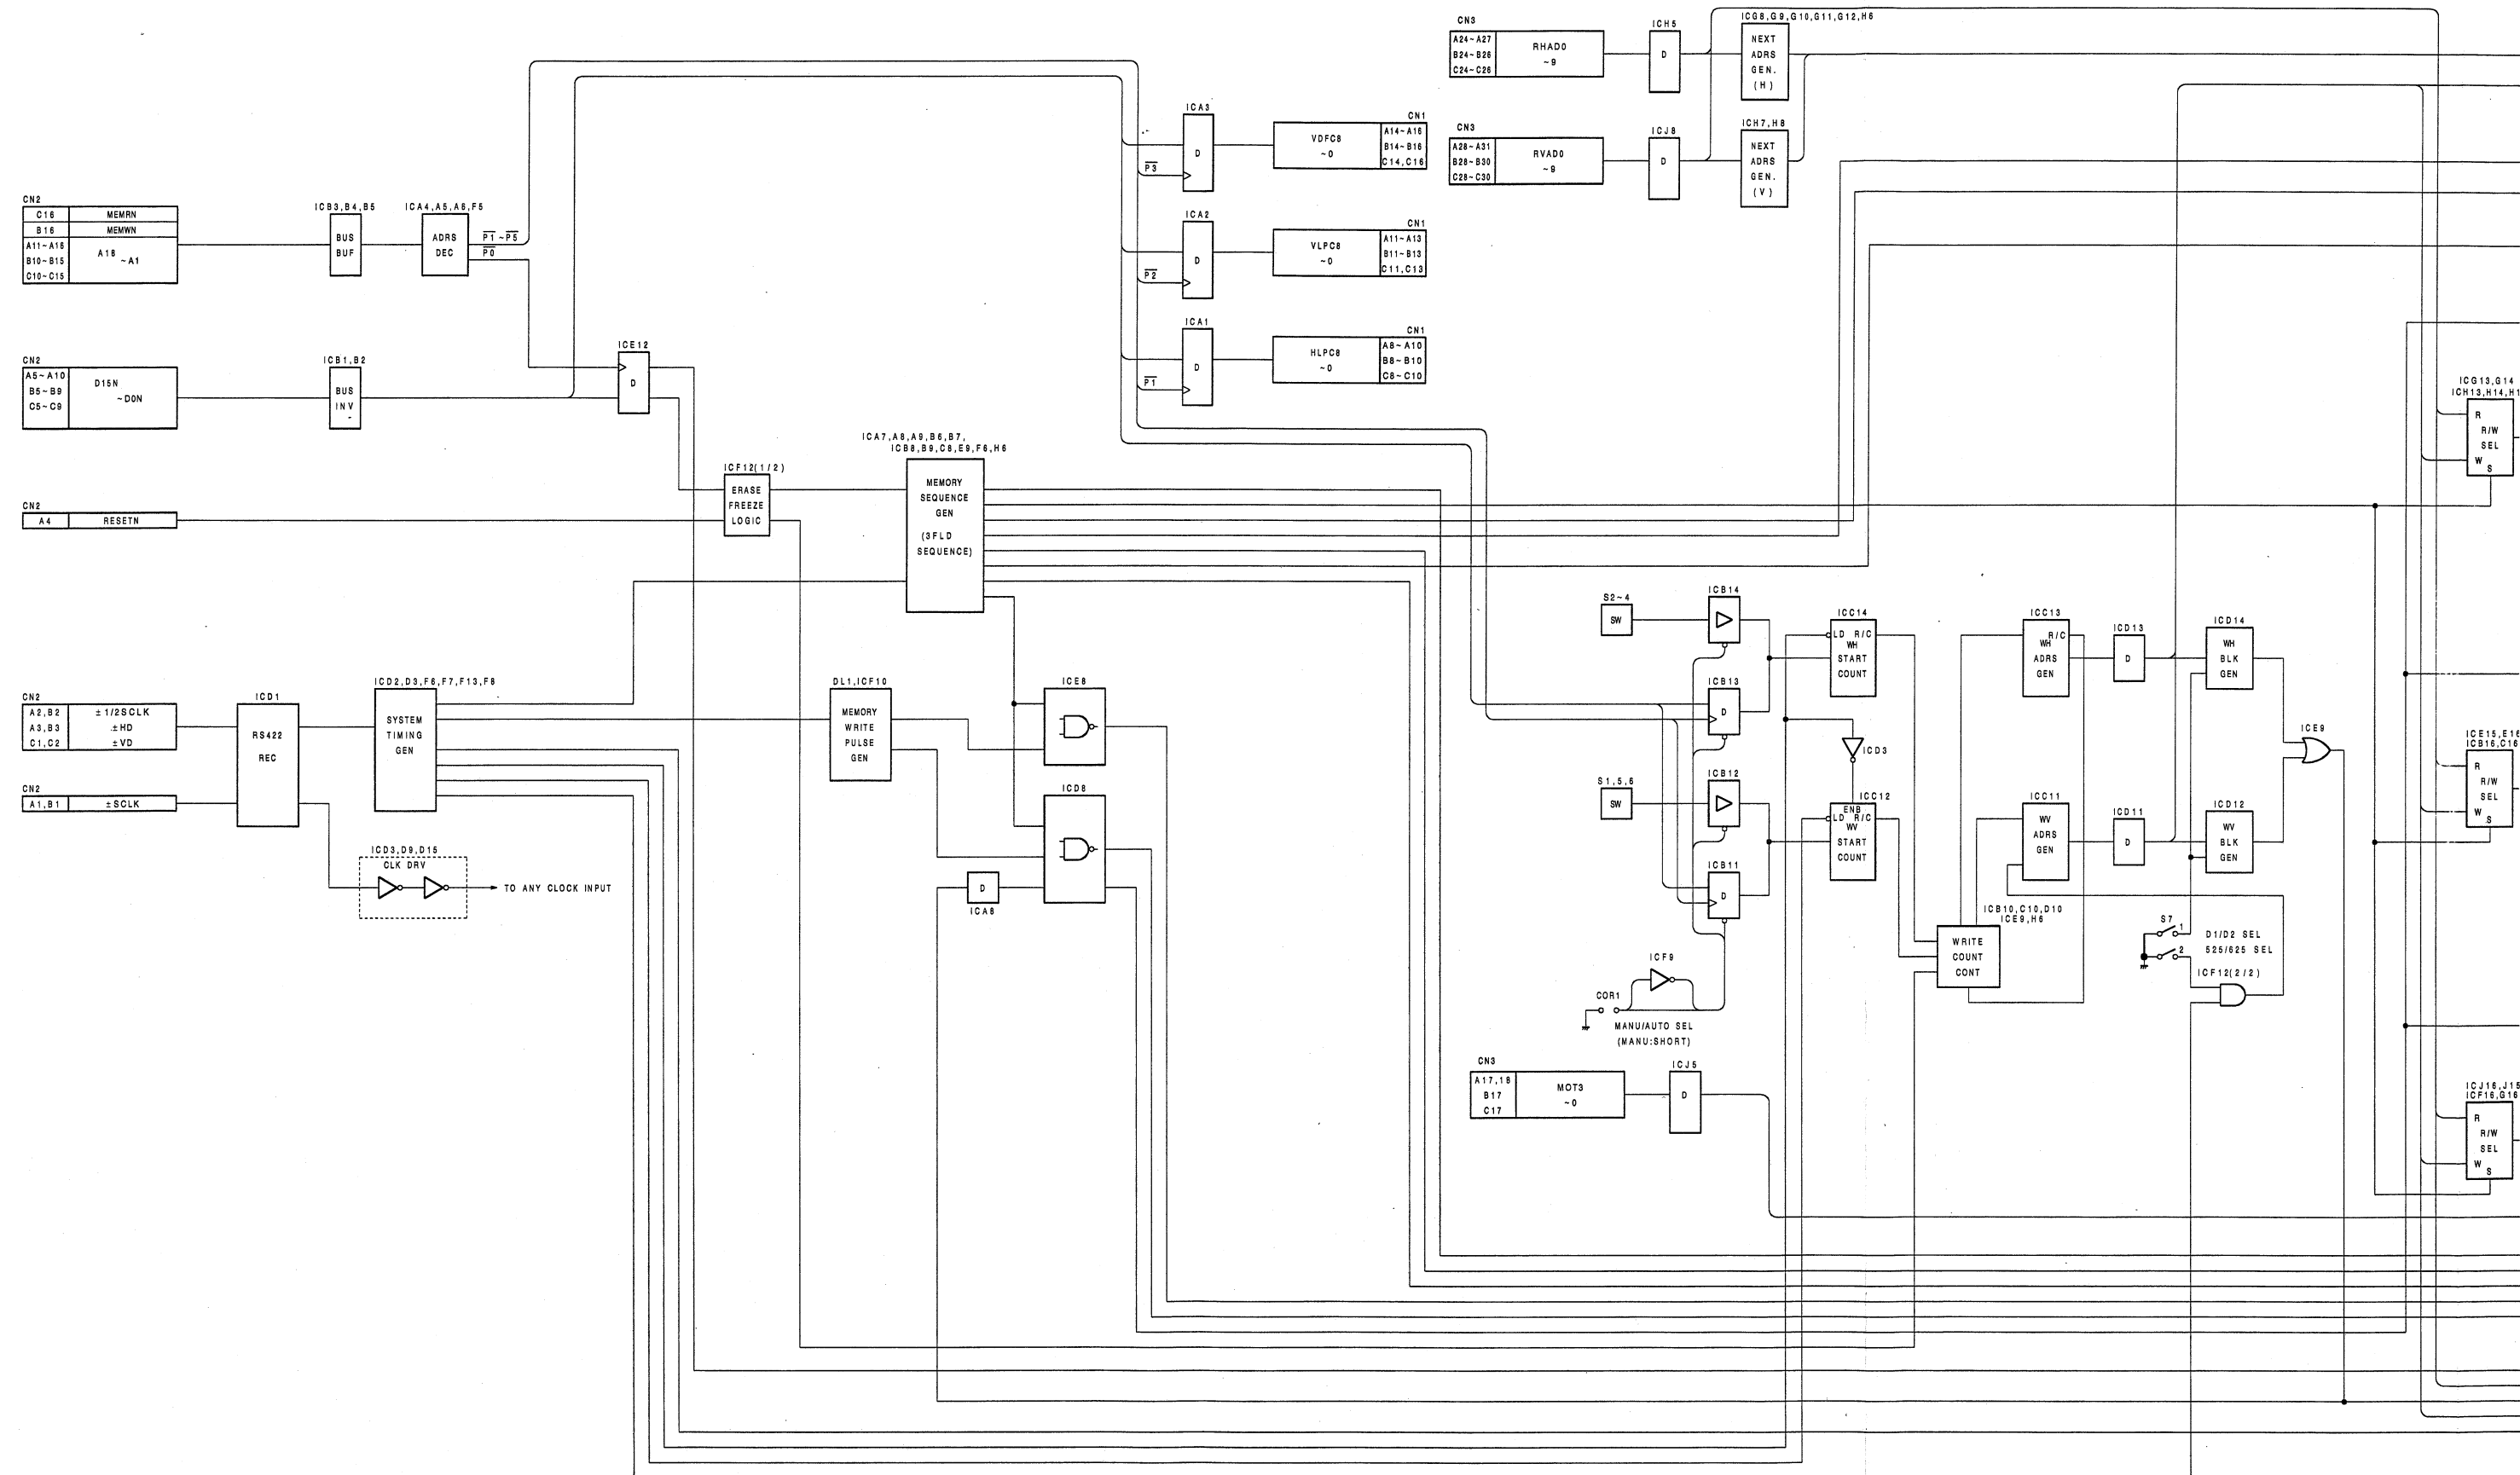 CN2
C16 MEMRN
B16 MEMWN
A11~A16
B10~B15
C10~C15
A18
~A1
ICB3,B4,B5
BUS
BUF
ICA4,A5,A6,F5
ADRS
DEC
P1~P5
P0
CN2
A5~A10
B5~B9
C5~C9
D15N
~D0N
ICB1,B2
BUS
INV
ICE12
D
CN2
A4 RESETN
ICF12(1/2)
ERASE
FREEZE
LOGIC
ICA7,A8,A9,B6,B7,
ICB8,B9,C8,E9,F6,H6
MEMORY
SEQUENCE
GEN
(3FLD
SEQUENCE)
CN2
A2,B2 ±1/2SCLK
A3,B3 ±HD
C1,C2 ±VD
CN2
A1,B1 ±SCLK
ICD1
RS422
REC
ICD2,D3,F6,F7,F13,F8
SYSTEM
TIMING
GEN
ICD3,D9,D15
CLK DRV
TO ANY CLOCK INPUT
DL1,ICF10
MEMORY
WRITE
PULSE
GEN
ICE8
ICD8
D
ICA6
ICA3
D
P3
CN1
VDFC8
~0
A14~A16
B14~B16
C14,C16
ICA2
D
P2
CN1
VLPC8
~0
A11~A13
B11~B13
C11,C13
ICA1
D
P1
CN1
HLPC8
~0
A8~A10
B8~B10
C8~C10
CN3
A24~A27
B24~B26
C24~C26
RHAD0
~9
ICH5
D
ICG8,G9,G10,G11,G12,H6
NEXT
ADRS
GEN.
(H)
CN3
A28~A31
B28~B30
C28~C30
RVAD0
~9
ICJ8
D
ICH7,H8
NEXT
ADRS
GEN.
(V)
S2~4
SW
ICB14
ICB13
D
S1,5,6
SW
ICB12
ICB11
D
ICC14
LD R/C
WH
START
COUNT
ICD3
ICC12
ENB
LD R/C
WV
START
COUNT
ICF9
COR1
MANU/AUTO SEL
(MANU:SHORT)
CN3
A17,18
B17
C17
MOT3
~0
ICJ5
D
ICC13
R/C
WH
ADRS
GEN
ICD13
D
ICD14
WH
BLK
GEN
ICE9
ICC11
WV
ADRS
GEN
ICD11
D
ICD12
WV
BLK
GEN
ICB10,C10,D10
ICE9,H6
WRITE
COUNT
CONT
S7
1
2
D1/D2 SEL
525/625 SEL
ICF12(2/2)
ICG13,G14
ICH13,H14,H1
R
R/W
SEL
W
S
ICE15,E16
ICB16,C16
R
R/W
SEL
W
S
ICJ16,J15
ICF16,G16
R
R/W
SEL
W
S